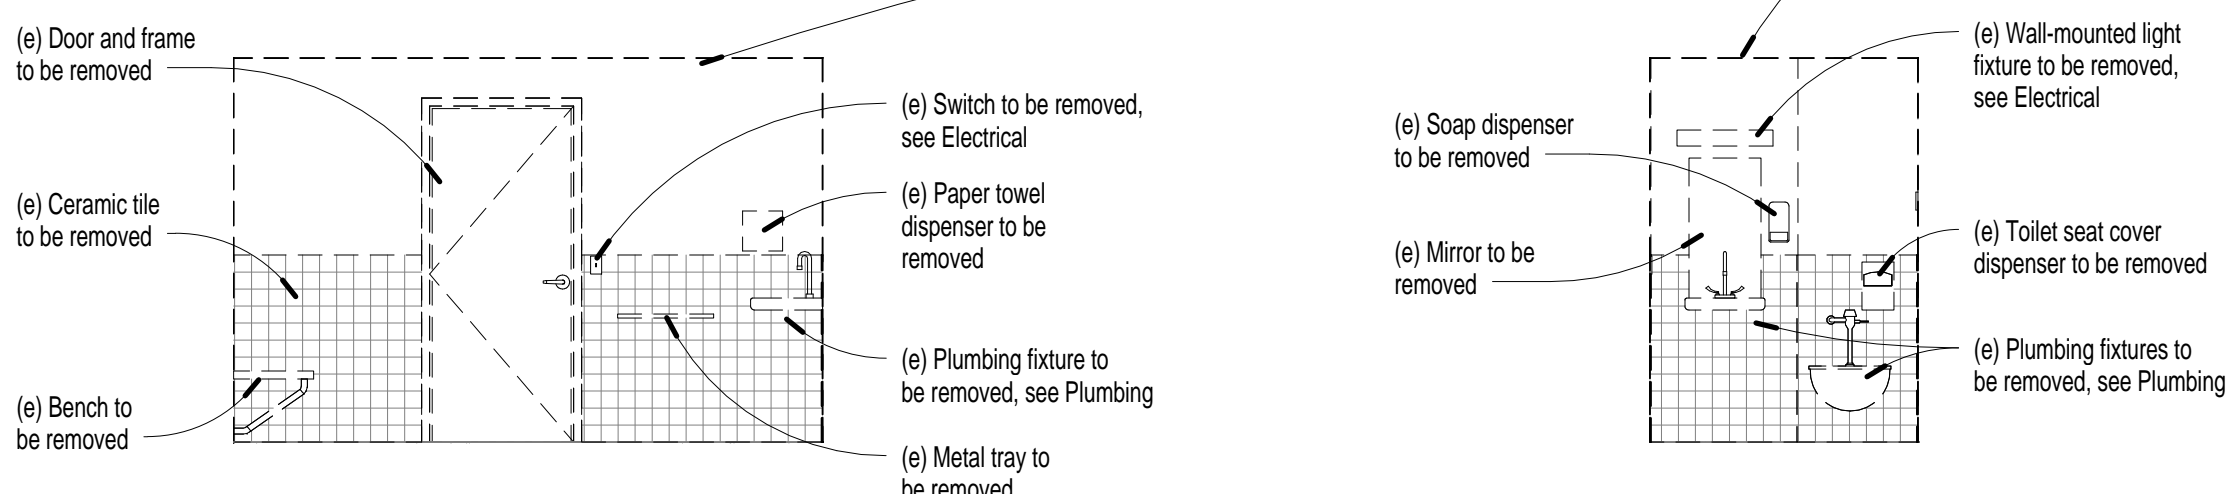 (e) Door and frame
to be removed
(e) Ceramic tile
to be removed
(e) Bench to
be removed
(e) Switch to be removed,
see Electrical
(e) Paper towel
dispenser to be
removed
(e) Plumbing fixture to
be removed, see Plumbing
(e) Metal tray to
be removed
(e) Soap dispenser
to be removed
(e) Mirror to be
removed
(e) Wall-mounted light
fixture to be removed,
see Electrical
(e) Toilet seat cover
dispenser to be removed
(e) Plumbing fixtures to
be removed, see Plumbing